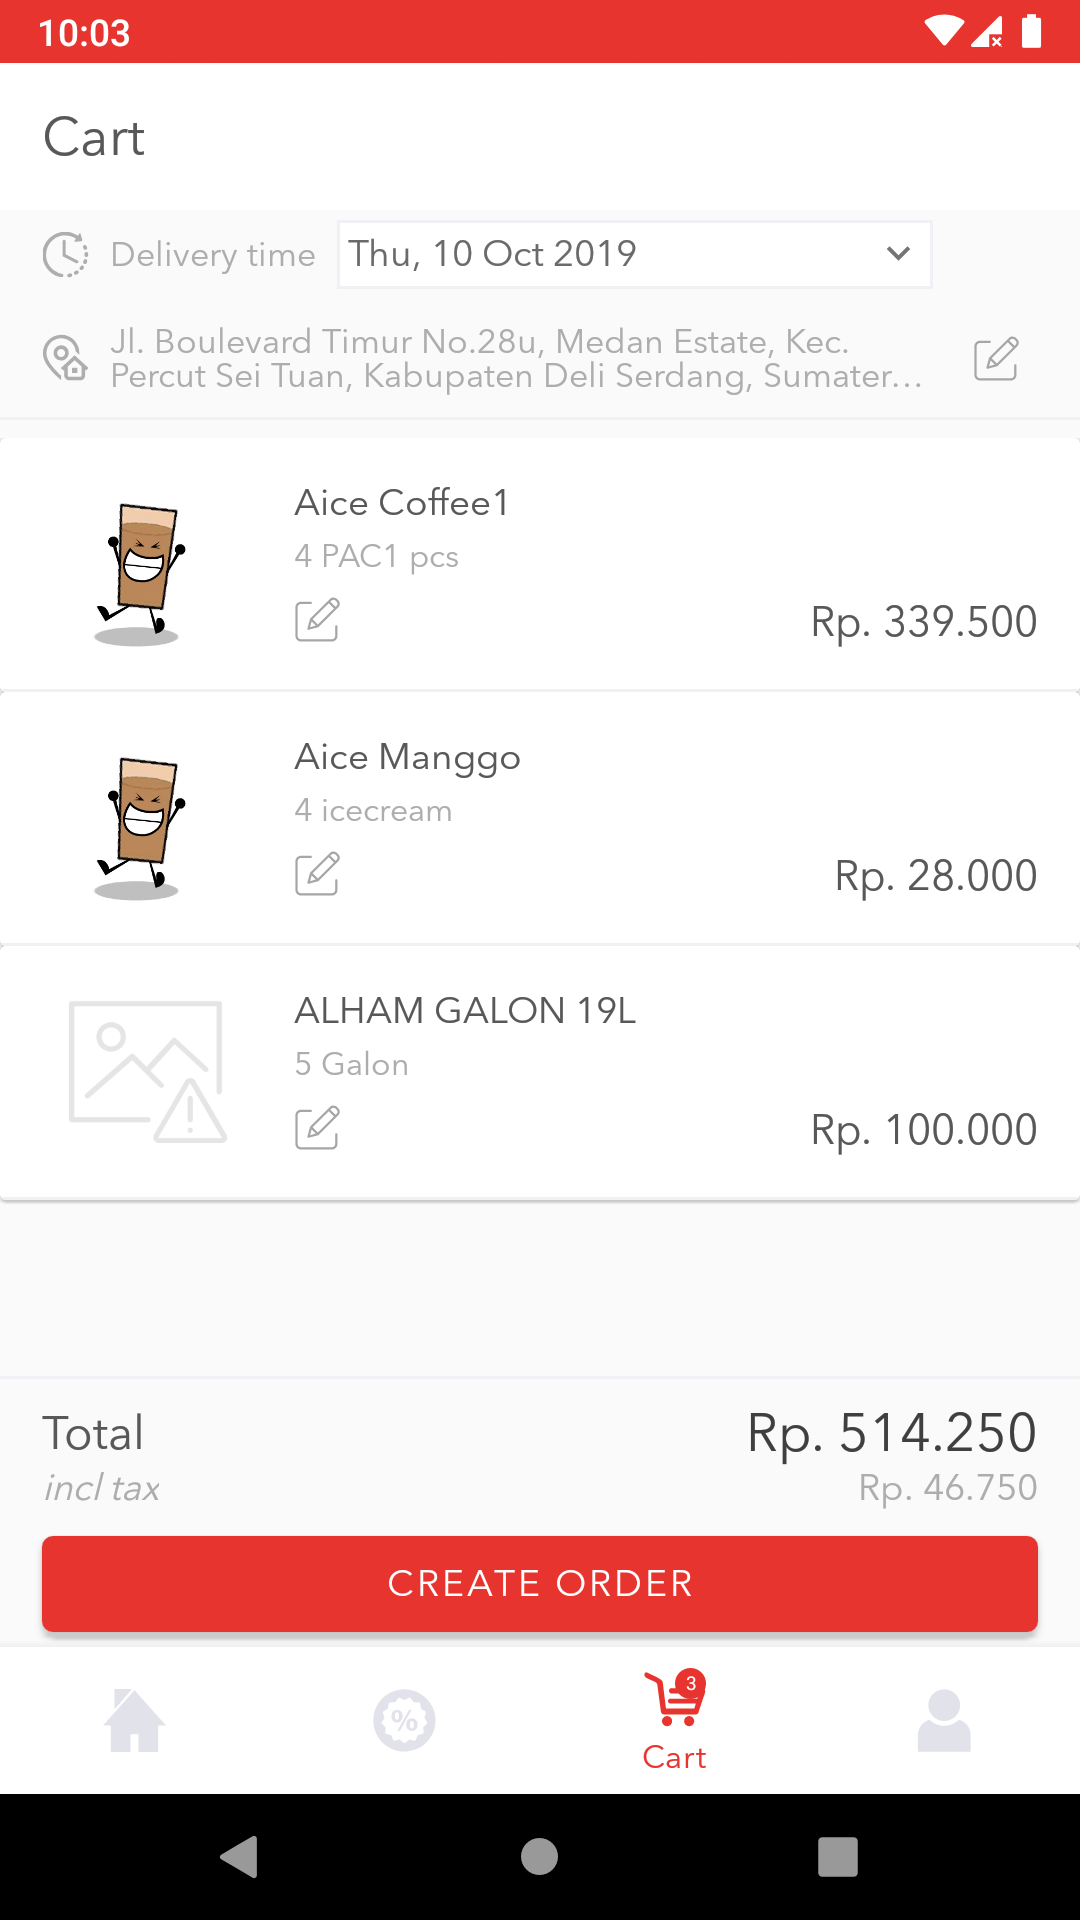 10:03
Cart
Delivery time
Thu, 10 Oct 2019
Jl. Boulevard Timur No.28u, Medan Estate, Kec.
Percut Sei Tuan, Kabupaten Deli Serdang, Sumater...
Aice Coffee1
4 PAC1 pcs
Rp. 339.500
Aice Manggo
4 icecream
Rp. 28.000
ALHAM GALON 19L
5 Galon
Rp. 100.000
Total
Rp. 514.250
incl tax
Rp. 46.750
CREATE ORDER
%
3
Cart